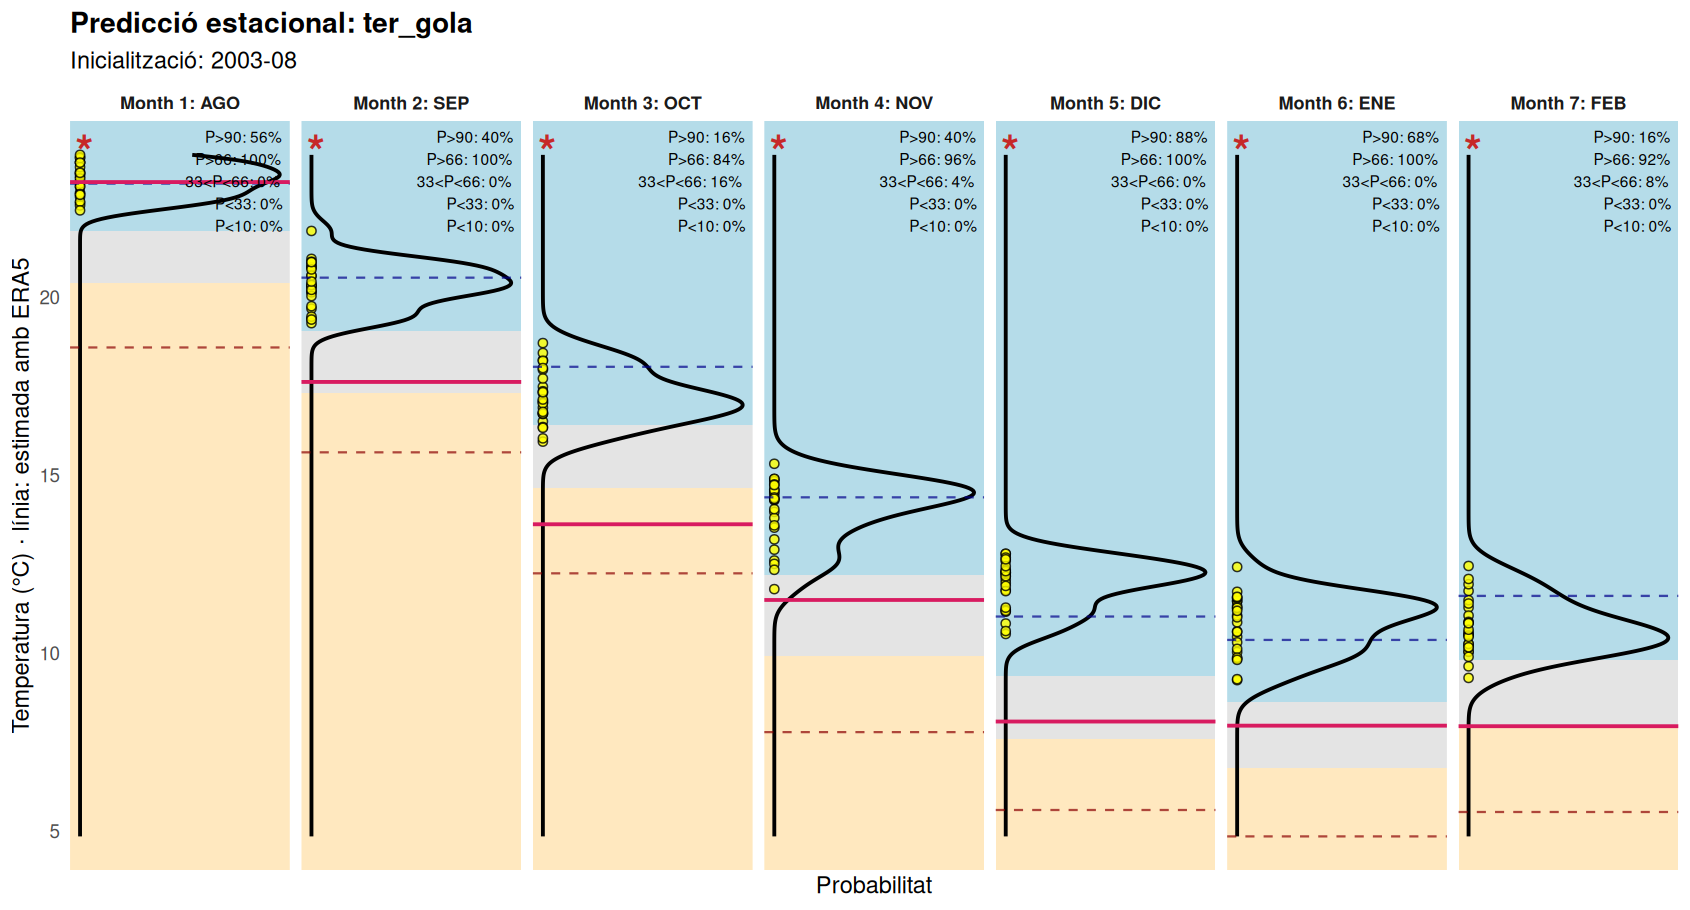 Predicció estacional: ter_gola
Inicialització: 2003-08
Month 1: AGO
Month 2: SEP
Month 3: OCT
Month 4: NOV
Month 5: DIC
Month 6: ENE
Month 7: FEB
*
P>90: 56%
P>66: 100%
33<P<66: 0%
P<33: 0%
P<10: 0%
*
P>90: 40%
P>66: 100%
33<P<66: 0%
P<33: 0%
P<10: 0%
*
P>90: 16%
P>66: 84%
33<P<66: 16%
P<33: 0%
P<10: 0%
*
P>90: 40%
P>66: 96%
33<P<66: 4%
P<33: 0%
P<10: 0%
*
P>90: 88%
P>66: 100%
33<P<66: 0%
P<33: 0%
P<10: 0%
*
P>90: 68%
P>66: 100%
33<P<66: 0%
P<33: 0%
P<10: 0%
*
P>90: 16%
P>66: 92%
33<P<66: 8%
P<33: 0%
P<10: 0%
Temperatura (°C) · línia: estimada amb ERA5
20
15
10
5
Probabilitat